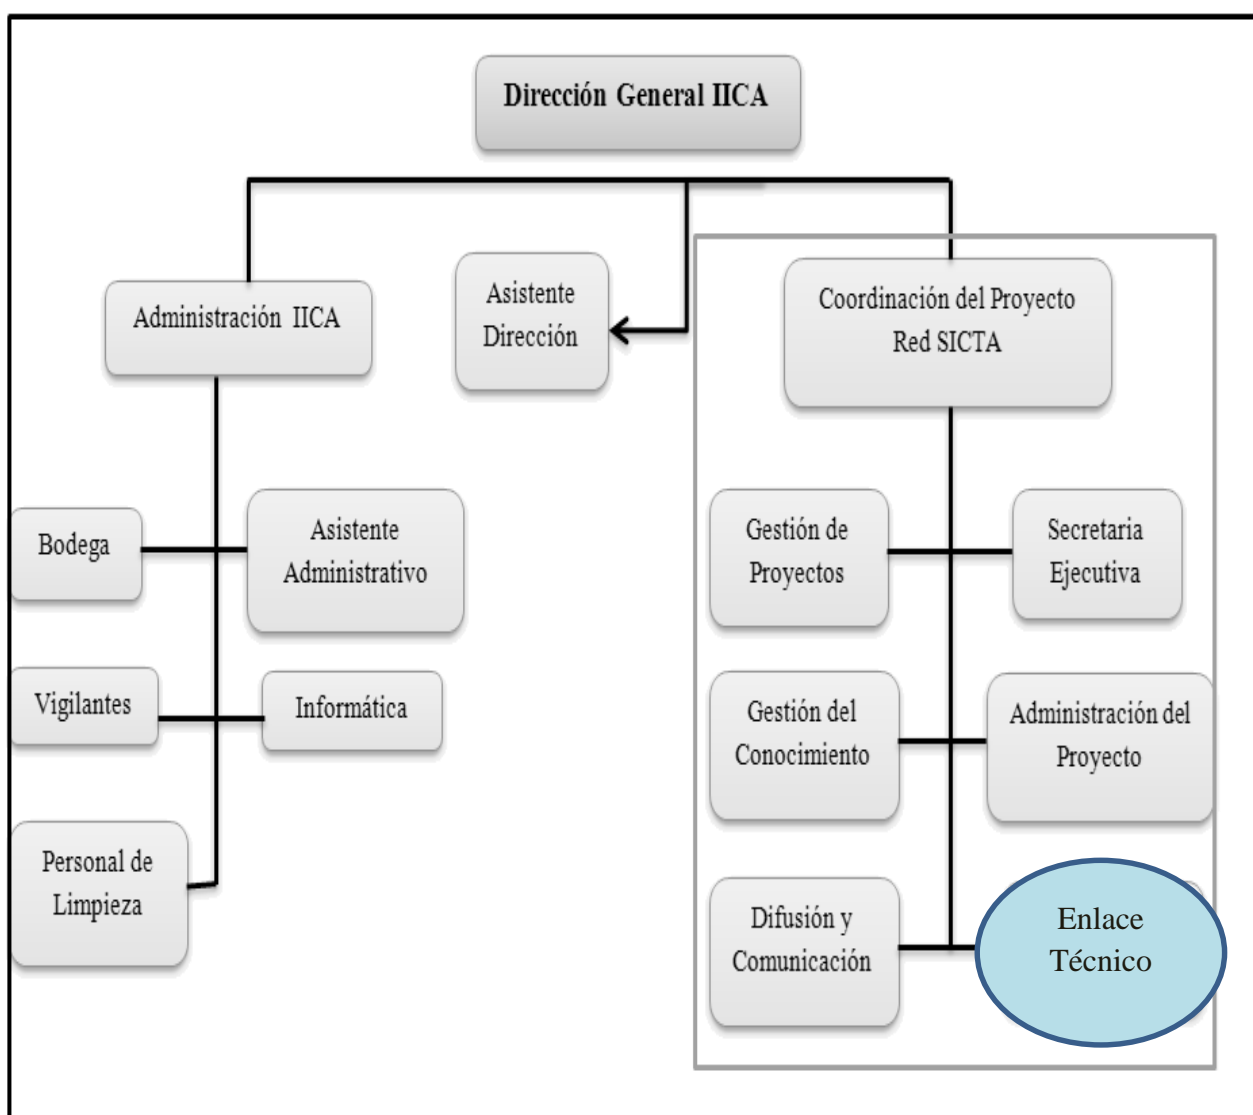 Dirección General IICA
Asistente
Dirección
Administración IICA
Coordinación del Proyecto
Red SICTA
Bodega
Asistente
Administrativo
Vigilantes
Informática
Personal de
Limpieza
Gestión de
Proyectos
Secretaria
Ejecutiva
Gestión del
Conocimiento
Administración del
Proyecto
Difusión y
Comunicación
Enlace
Técnico